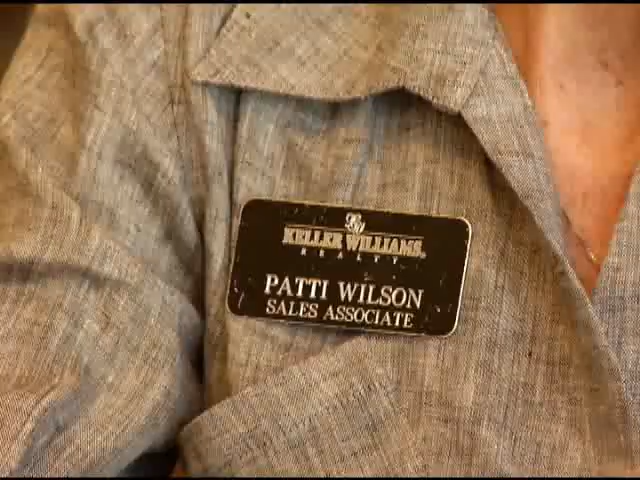 KELLER WILLIAMS®
REALTY
PATTI WILSON
SALES ASSOCIATE